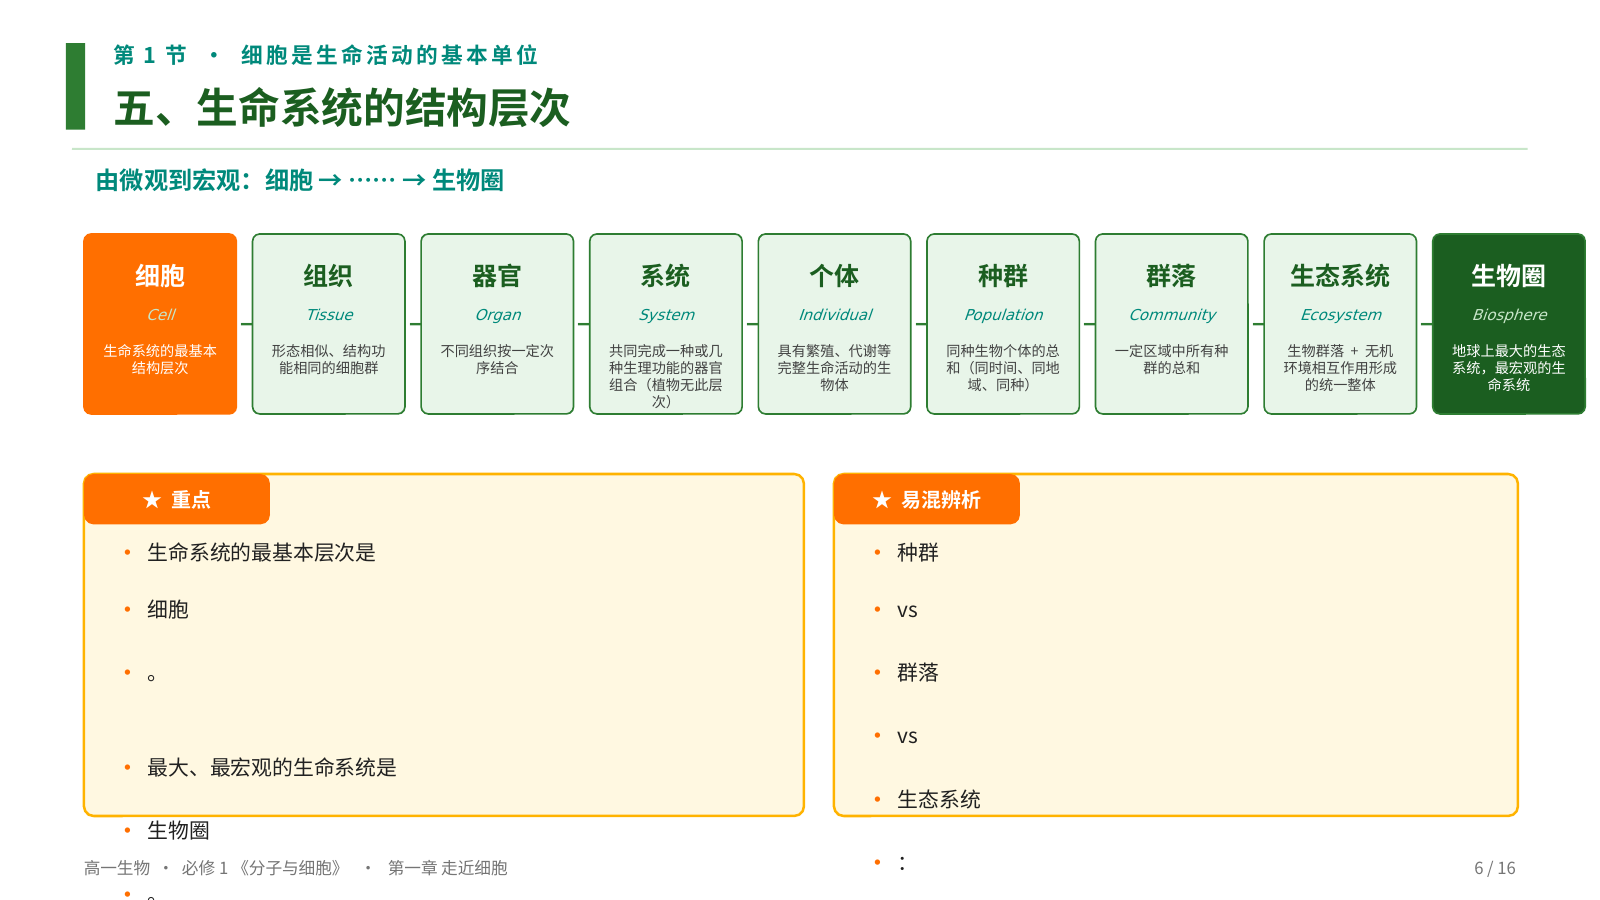 第 1 节 · 细胞是生命活动的基本单位
五、生命系统的结构层次
由微观到宏观：细胞 → ······ → 生物圈
细胞
Cell
生命系统的最基本
结构层次
组织
Tissue
形态相似、结构功
能相同的细胞群
器官
Organ
不同组织按一定次
序结合
系统
System
共同完成一种或几
种生理功能的器官
组合（植物无此层
次）
个体
Individual
具有繁殖、代谢等
完整生命活动的生
物体
种群
Population
同种生物个体的总
和（同时间、同地
域、同种）
群落
Community
一定区域中所有种
群的总和
生态系统
Ecosystem
生物群落 + 无机
环境相互作用形成
的统一整体
生物圈
Biosphere
地球上最大的生态
系统，最宏观的生
命系统
★ 重点
• 生命系统的最基本层次是
• 细胞
• 。
• 最大、最宏观的生命系统是
• 生物圈
• 。
★ 易混辨析
• 种群
• vs
• 群落
• vs
• 生态系统
• ：
高一生物 · 必修 1 《分子与细胞》 · 第一章 走近细胞
6 / 16